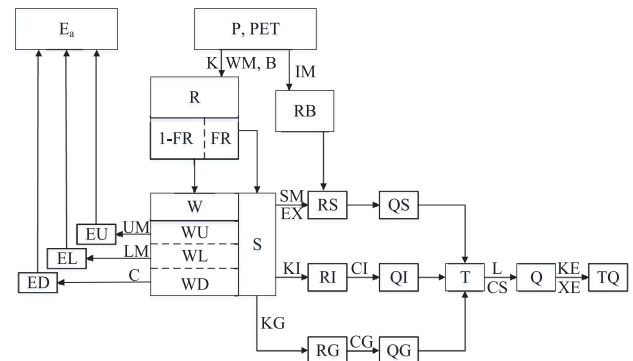 Eₐ
P, PET
K WM, B
IM
R
RB
1-FR FR
W
SM
RS
QS
EX
UM
EU
WU
S
LM
EL
WL
KI
RI
CI
QI
T
L
CS
Q
KE
XE
TQ
C
ED
WD
KG
RG
CG
QG